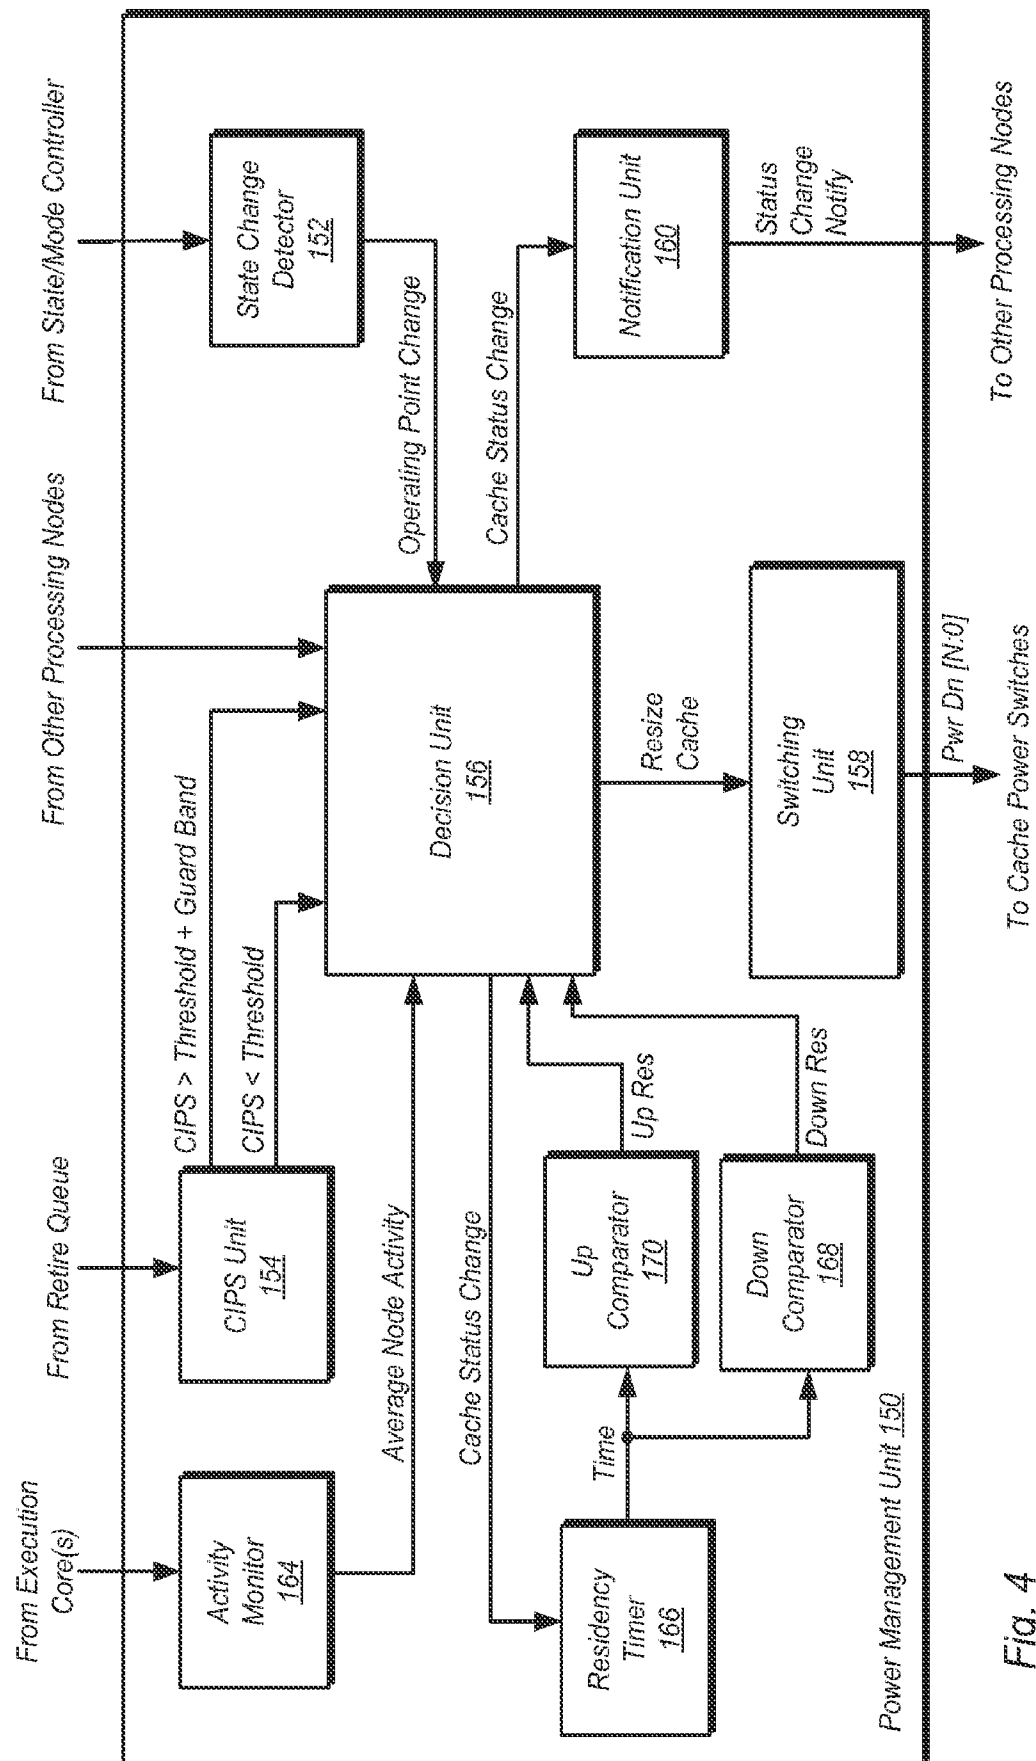 From Execution
Core(s)
From Retire Queue
From Other Processing Nodes
From State/Mode Controller
Activity
Monitor
164
CIPS Unit
154
CIPS > Threshold + Guard Band
CIPS < Threshold
State Change
Detector
152
Average Node Activity
Operating Point Change
Decision Unit
156
Cache Status Change
Cache Status Change
Residency
Timer
166
Time
Up
Comparator
170
Up Res
Down
Comparator
168
Down Res
Resize
Cache
Switching
Unit
158
Notification Unit
160
Status
Change
Notify
Power Management Unit 150
Pwr Dn [N:0]
To Cache Power Switches
To Other Processing Nodes
Fig. 4